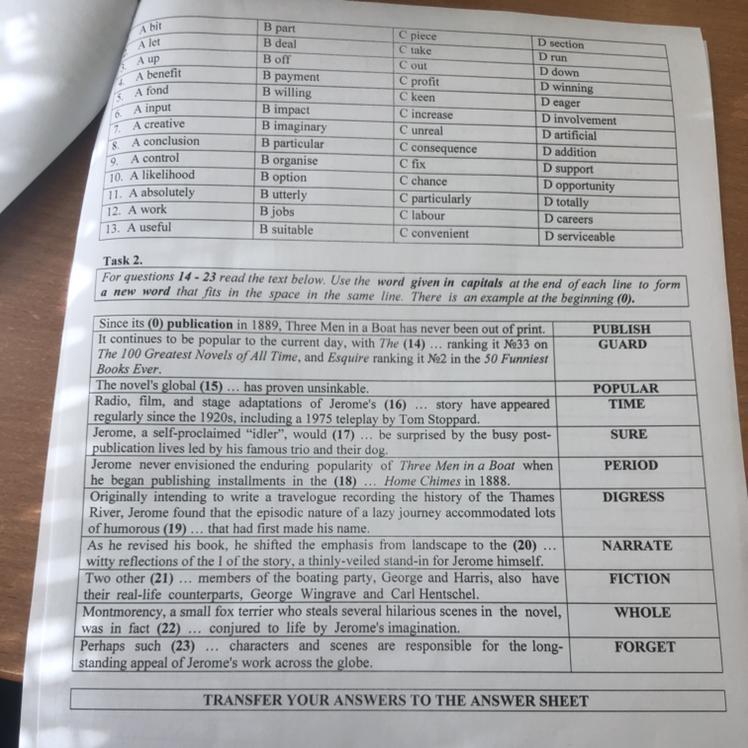 A bit B part C piece D section
A let B deal C take D run
A up B off C out D down
4. A benefit B payment C profit D winning
5. A fond B willing C keen D eager
6. A input B impact C increase D involvement
7. A creative B imaginary C unreal D artificial
8. A conclusion B particular C consequence D addition
9. A control B organise C fix D support
10. A likelihood B option C chance D opportunity
11. A absolutely B utterly C particularly D totally
12. A work B jobs C labour D careers
13. A useful B suitable C convenient D serviceable
Task 2.
For questions 14 - 23 read the text below. Use the word given in capitals at the end of each line to form
a new word that fits in the space in the same line. There is an example at the beginning (0).
Since its (0) publication in 1889, Three Men in a Boat has never been out of print. PUBLISH
It continues to be popular to the current day, with The (14) … ranking it №33 on GUARD
The 100 Greatest Novels of All Time, and Esquire ranking it №2 in the 50 Funniest
Books Ever.
The novel's global (15) … has proven unsinkable. POPULAR
Radio, film, and stage adaptations of Jerome's (16) … story have appeared TIME
regularly since the 1920s, including a 1975 teleplay by Tom Stoppard.
Jerome, a self-proclaimed “idler”, would (17) … be surprised by the busy post- SURE
publication lives led by his famous trio and their dog.
Jerome never envisioned the enduring popularity of Three Men in a Boat when PERIOD
he began publishing installments in the (18) … Home Chimes in 1888.
Originally intending to write a travelogue recording the history of the Thames DIGRESS
River, Jerome found that the episodic nature of a lazy journey accommodated lots
of humorous (19) … that had first made his name.
As he revised his book, he shifted the emphasis from landscape to the (20) … NARRATE
witty reflections of the I of the story, a thinly-veiled stand-in for Jerome himself.
Two other (21) … members of the boating party, George and Harris, also have FICTION
their real-life counterparts, George Wingrave and Carl Hentschel.
Montmorency, a small fox terrier who steals several hilarious scenes in the novel, WHOLE
was in fact (22) … conjured to life by Jerome's imagination.
Perhaps such (23) … characters and scenes are responsible for the long- FORGET
standing appeal of Jerome's work across the globe.
TRANSFER YOUR ANSWERS TO THE ANSWER SHEET